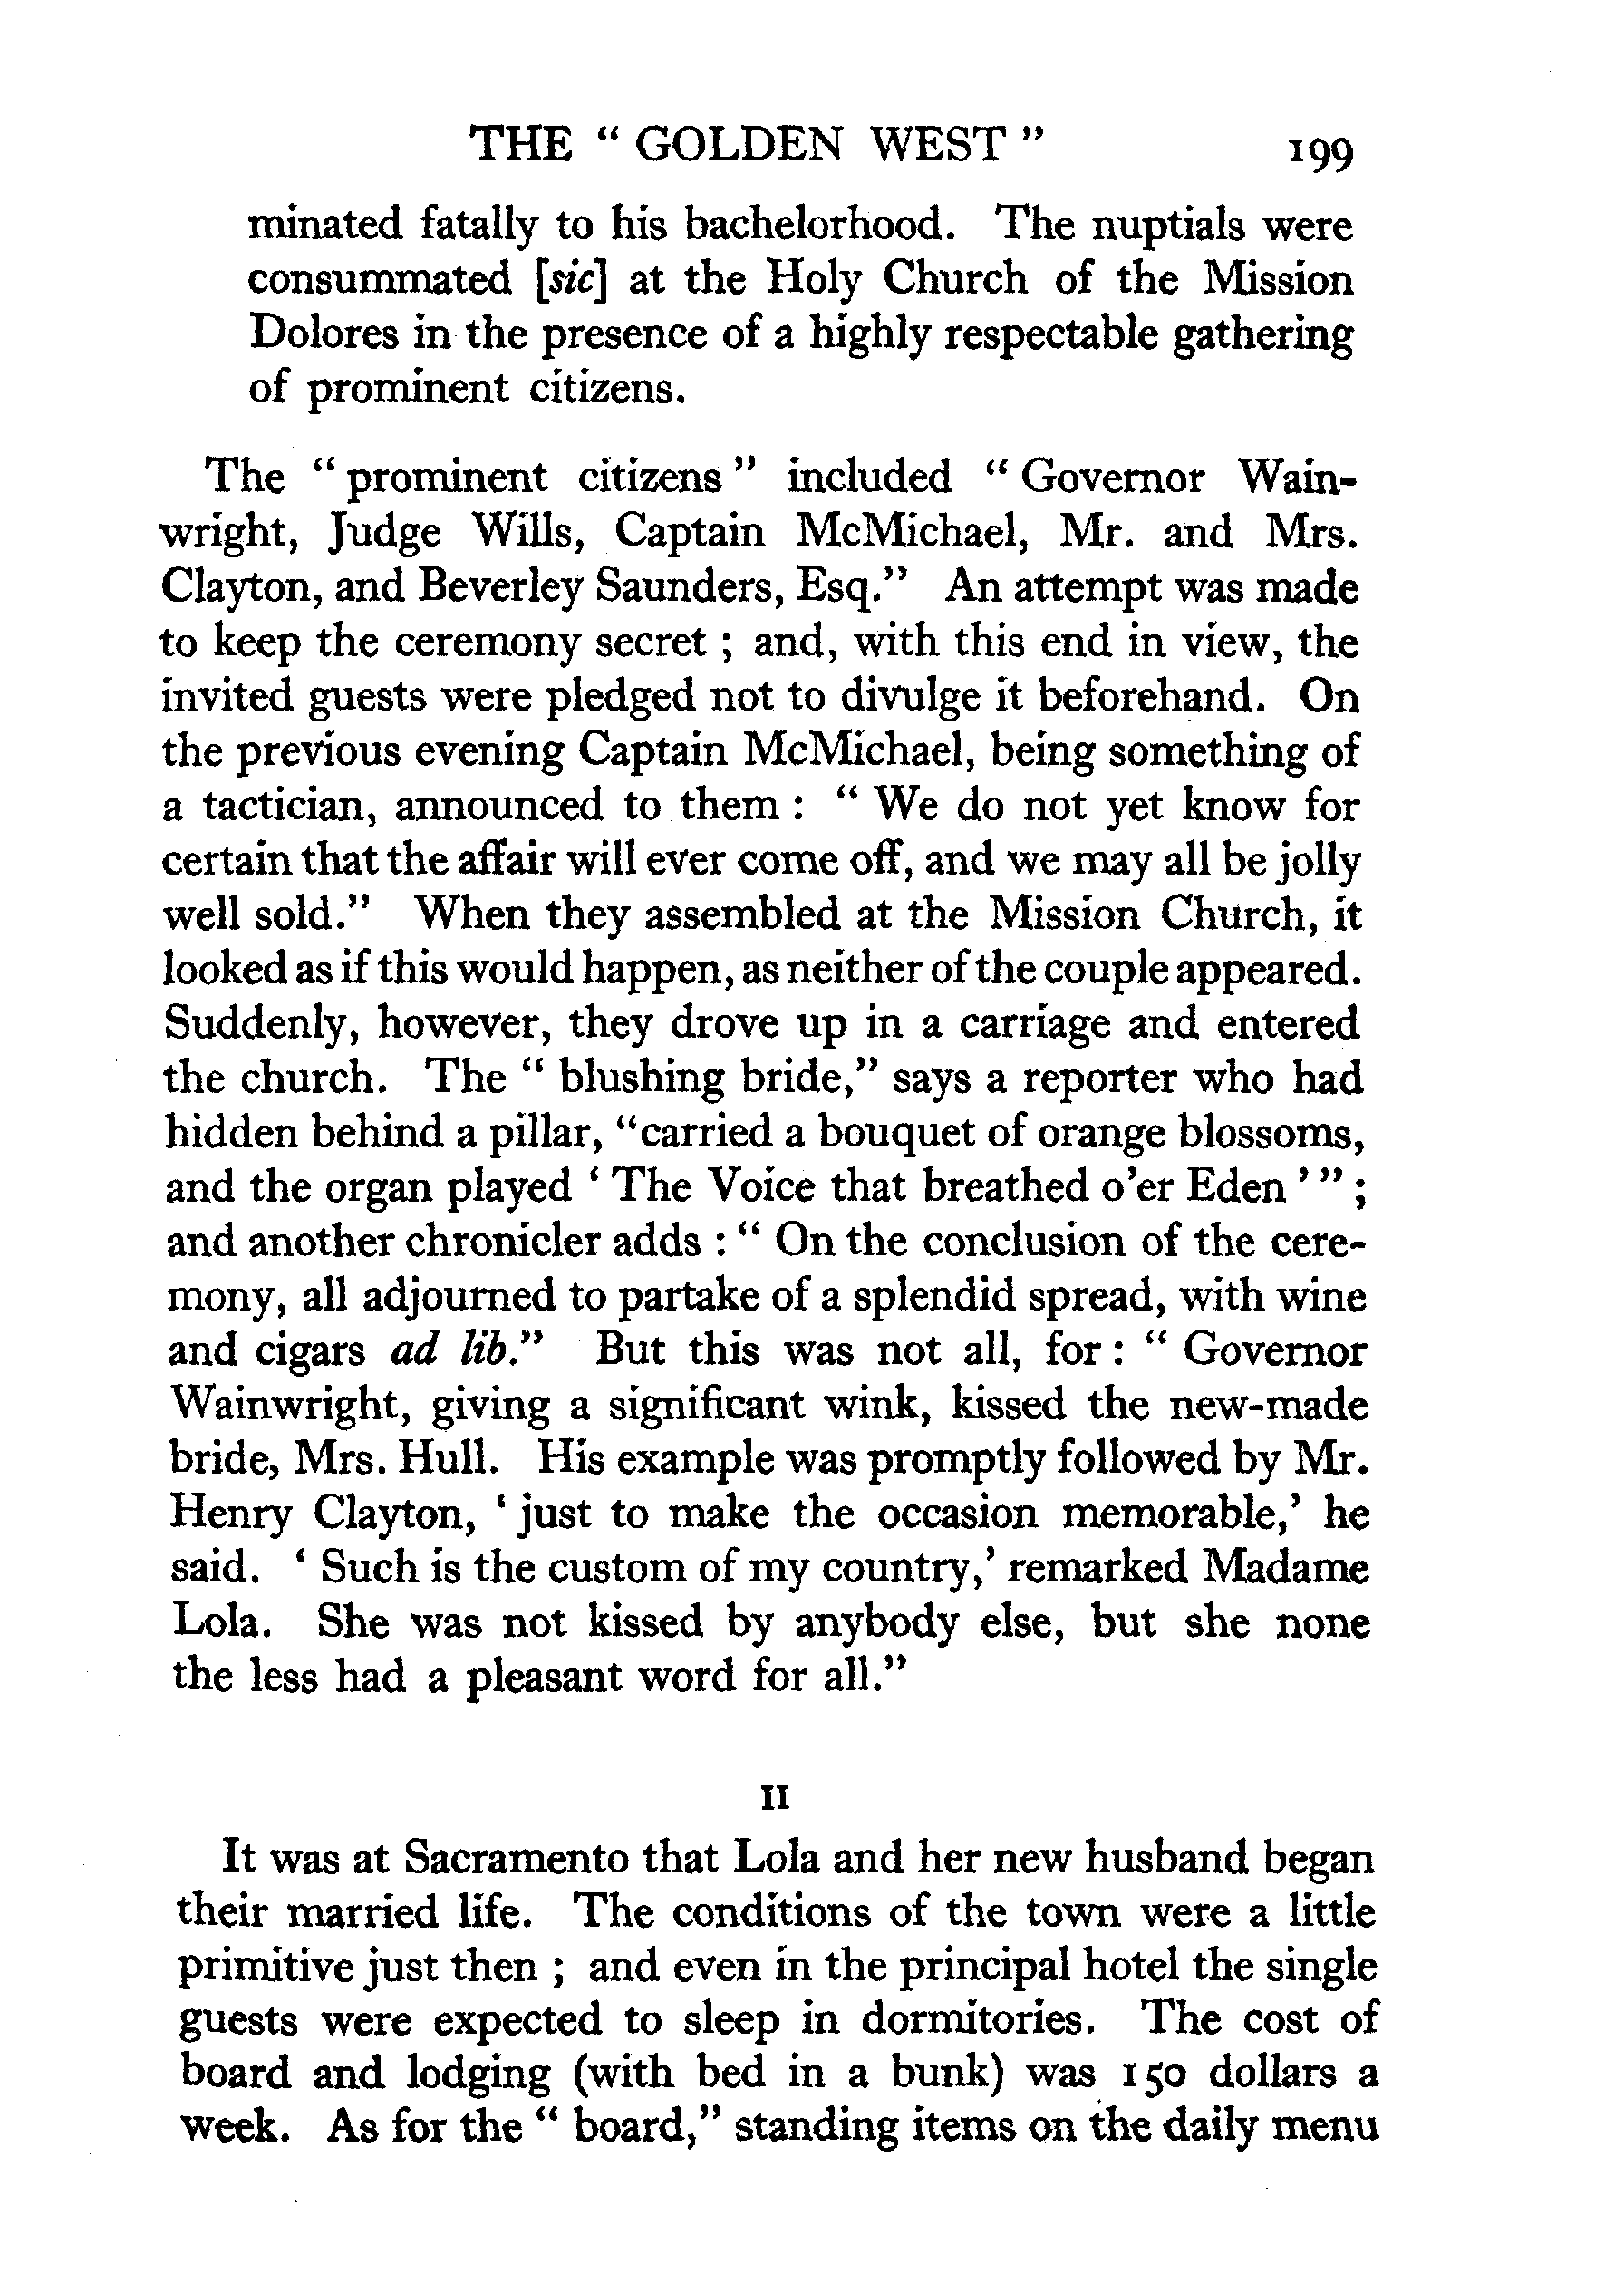 THE " GOLDEN WEST " 199
minated fatally to his bachelorhood. The nuptials were
consummated [sic] at the Holy Church of the Mission
Dolores in the presence of a highly respectable gathering
of prominent citizens.
The " prominent citizens " included " Governor Wain-
wright, Judge Wills, Captain McMichael, Mr. and Mrs.
Clayton, and Beverley Saunders, Esq." An attempt was made
to keep the ceremony secret ; and, with this end in view, the
invited guests were pledged not to divulge it beforehand. On
the previous evening Captain McMichael, being something of
a tactician, announced to them : " We do not yet know for
certain that the affair will ever come off, and we may all be jolly
well sold." When they assembled at the Mission Church, it
looked as if this would happen, as neither of the couple appeared.
Suddenly, however, they drove up in a carriage and entered
the church. The " blushing bride," says a reporter who had
hidden behind a pillar, "carried a bouquet of orange blossoms,
and the organ played ' The Voice that breathed o'er Eden ' " ;
and another chronicler adds : " On the conclusion of the cere-
mony, all adjourned to partake of a splendid spread, with wine
and cigars ad lib." But this was not all, for : " Governor
Wainwright, giving a significant wink, kissed the new-made
bride, Mrs. Hull. His example was promptly followed by Mr.
Henry Clayton, ' just to make the occasion memorable,' he
said. ' Such is the custom of my country,' remarked Madame
Lola. She was not kissed by anybody else, but she none
the less had a pleasant word for all."
II
It was at Sacramento that Lola and her new husband began
their married life. The conditions of the town were a little
primitive just then ; and even in the principal hotel the single
guests were expected to sleep in dormitories. The cost of
board and lodging (with bed in a bunk) was 150 dollars a
week. As for the " board," standing items on the daily menu